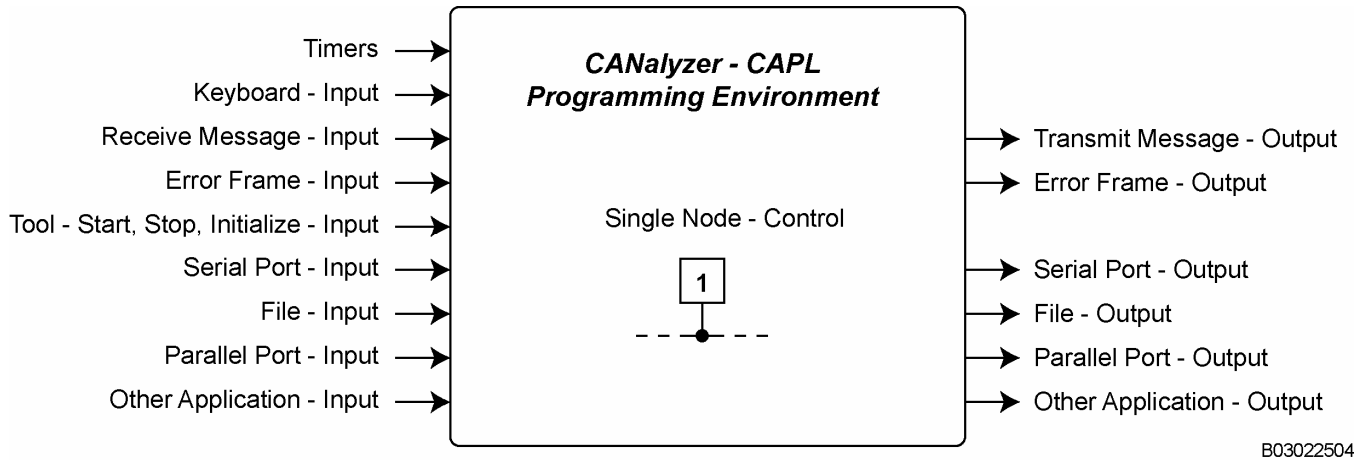 Timers
Keyboard - Input
Receive Message - Input
Error Frame - Input
Tool - Start, Stop, Initialize - Input
Serial Port - Input
File - Input
Parallel Port - Input
Other Application - Input
CANalyzer - CAPL
Programming Environment
Single Node - Control
1
Transmit Message - Output
Error Frame - Output
Serial Port - Output
File - Output
Parallel Port - Output
Other Application - Output
B03022504